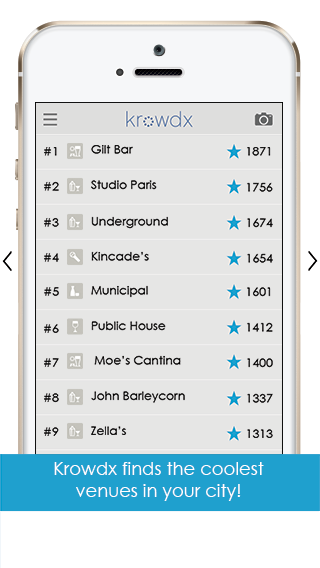 krowdx
#1 Gilt Bar 1871
#2 Studio Paris 1756
#3 Underground 1674
#4 Kincade's 1654
#5 Municipal 1601
#6 Public House 1412
#7 Moe's Cantina 1400
#8 John Barleycorn 1337
#9 Zella's 1313
Krowdx finds the coolest
venues in your city!